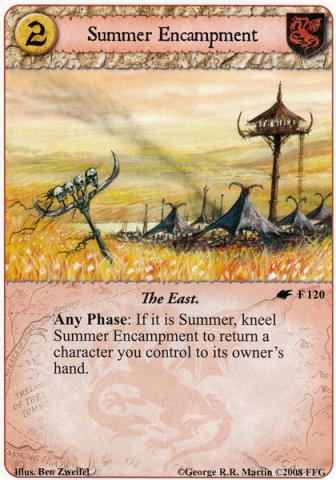 2
Summer Encampment
The East.
F120
Any Phase: If it is Summer, kneel
Summer Encampment to return a
character you control to its owner's
hand.
Illus. Ben Zweifel
©George R.R. Martin ©2008 FFG